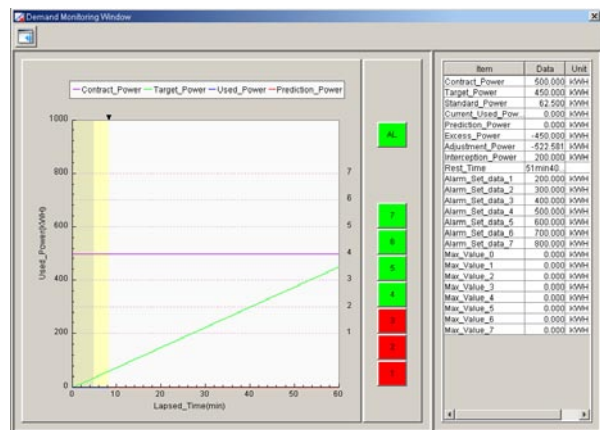 Demand Monitoring Window
Contract_Power Target_Power Used_Power Prediction_Power
1000
800
600
400
200
0
Used_Power(KWH)
0 10 20 30 40 50 60
Lapsed_Time(min)
7
6
5
4
3
2
1
AL
7
6
5
4
3
2
Item Data Unit
Contract_Power 500.000 KWH
Target_Power 450.000 KWH
Standard_Power 62.500 KWH
Current_Used_Pow... 0.000 KWH
Prediction_Power 0.000 KWH
Excess_Power -450.000 KWH
Adjustment_Power -522.581 KWH
Interception_Power 200.000 KWH
Rest_Time 51min40...
Alarm_Set_data_1 200.000 KWH
Alarm_Set_data_2 300.000 KWH
Alarm_Set_data_3 400.000 KWH
Alarm_Set_data_4 500.000 KWH
Alarm_Set_data_5 600.000 KWH
Alarm_Set_data_6 700.000 KWH
Alarm_Set_data_7 800.000 KWH
Max_Value_0 0.000 KWH
Max_Value_1 0.000 KWH
Max_Value_2 0.000 KWH
Max_Value_3 0.000 KWH
Max_Value_4 0.000 KWH
Max_Value_5 0.000 KWH
Max_Value_6 0.000 KWH
Max_Value_7 0.000 KWH